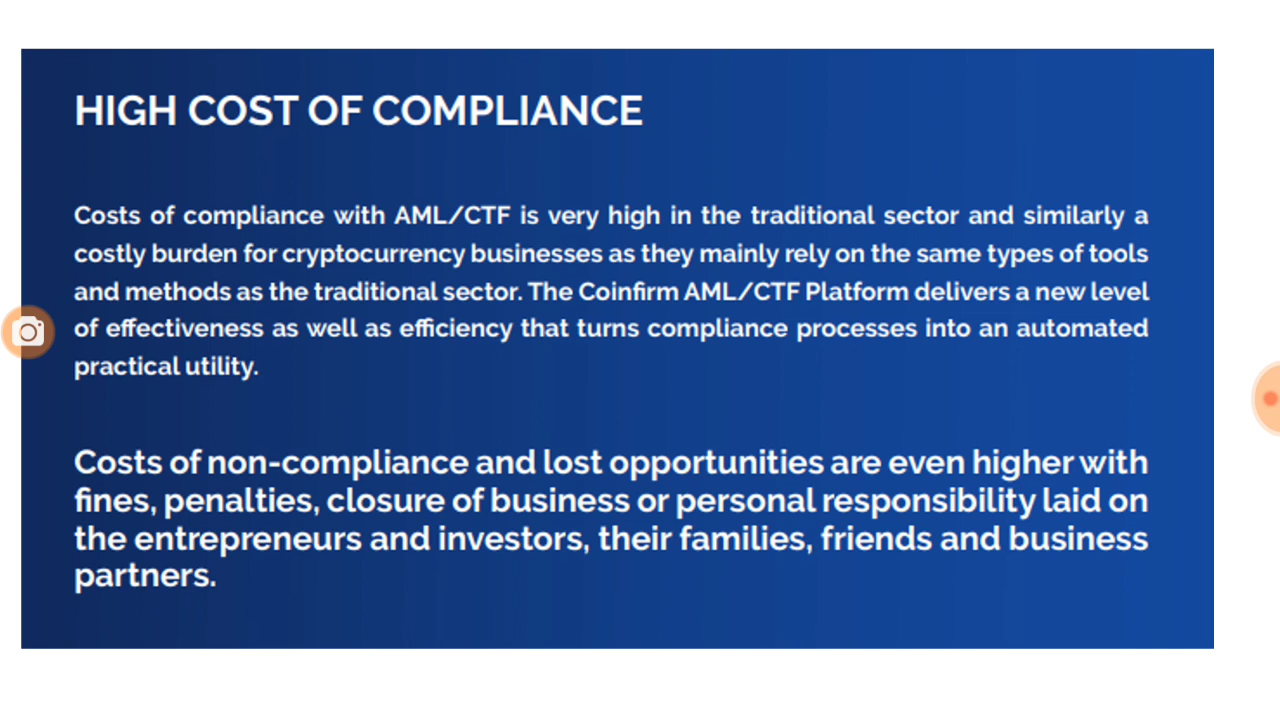 HIGH COST OF COMPLIANCE
Costs of compliance with AML/CTF is very high in the traditional sector and similarly a
costly burden for cryptocurrency businesses as they mainly rely on the same types of tools
and methods as the traditional sector. The Coinfirm AML/CTF Platform delivers a new level
of effectiveness as well as efficiency that turns compliance processes into an automated
practical utility.
Costs of non-compliance and lost opportunities are even higher with
fines, penalties, closure of business or personal responsibility laid on
the entrepreneurs and investors, their families, friends and business
partners.